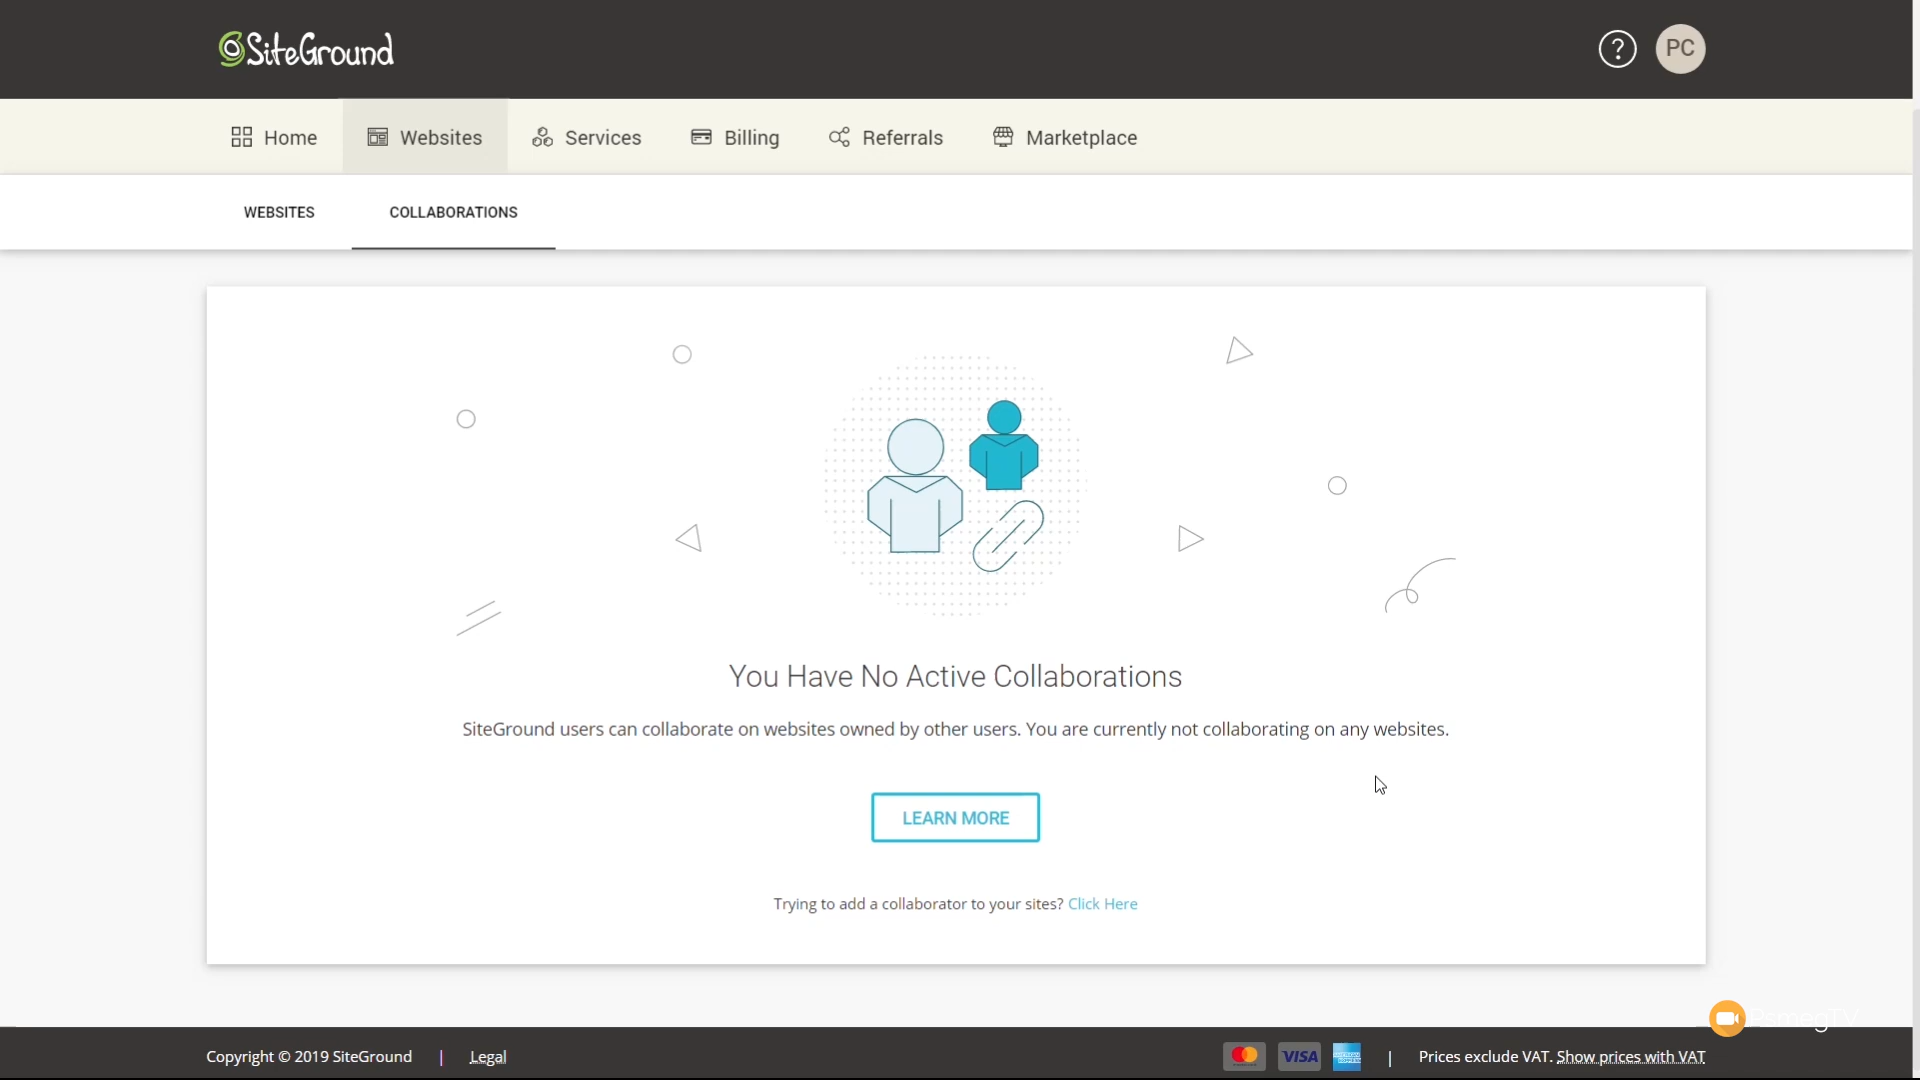 SiteGround
?
PC
Home
Websites
Services
Billing
Referrals
Marketplace
WEBSITES
COLLABORATIONS
You Have No Active Collaborations
SiteGround users can collaborate on websites owned by other users. You are currently not collaborating on any websites.
LEARN MORE
Trying to add a collaborator to your sites? Click Here
Copyright © 2019 SiteGround | Legal
VISA
| Prices exclude VAT. Show prices with VAT